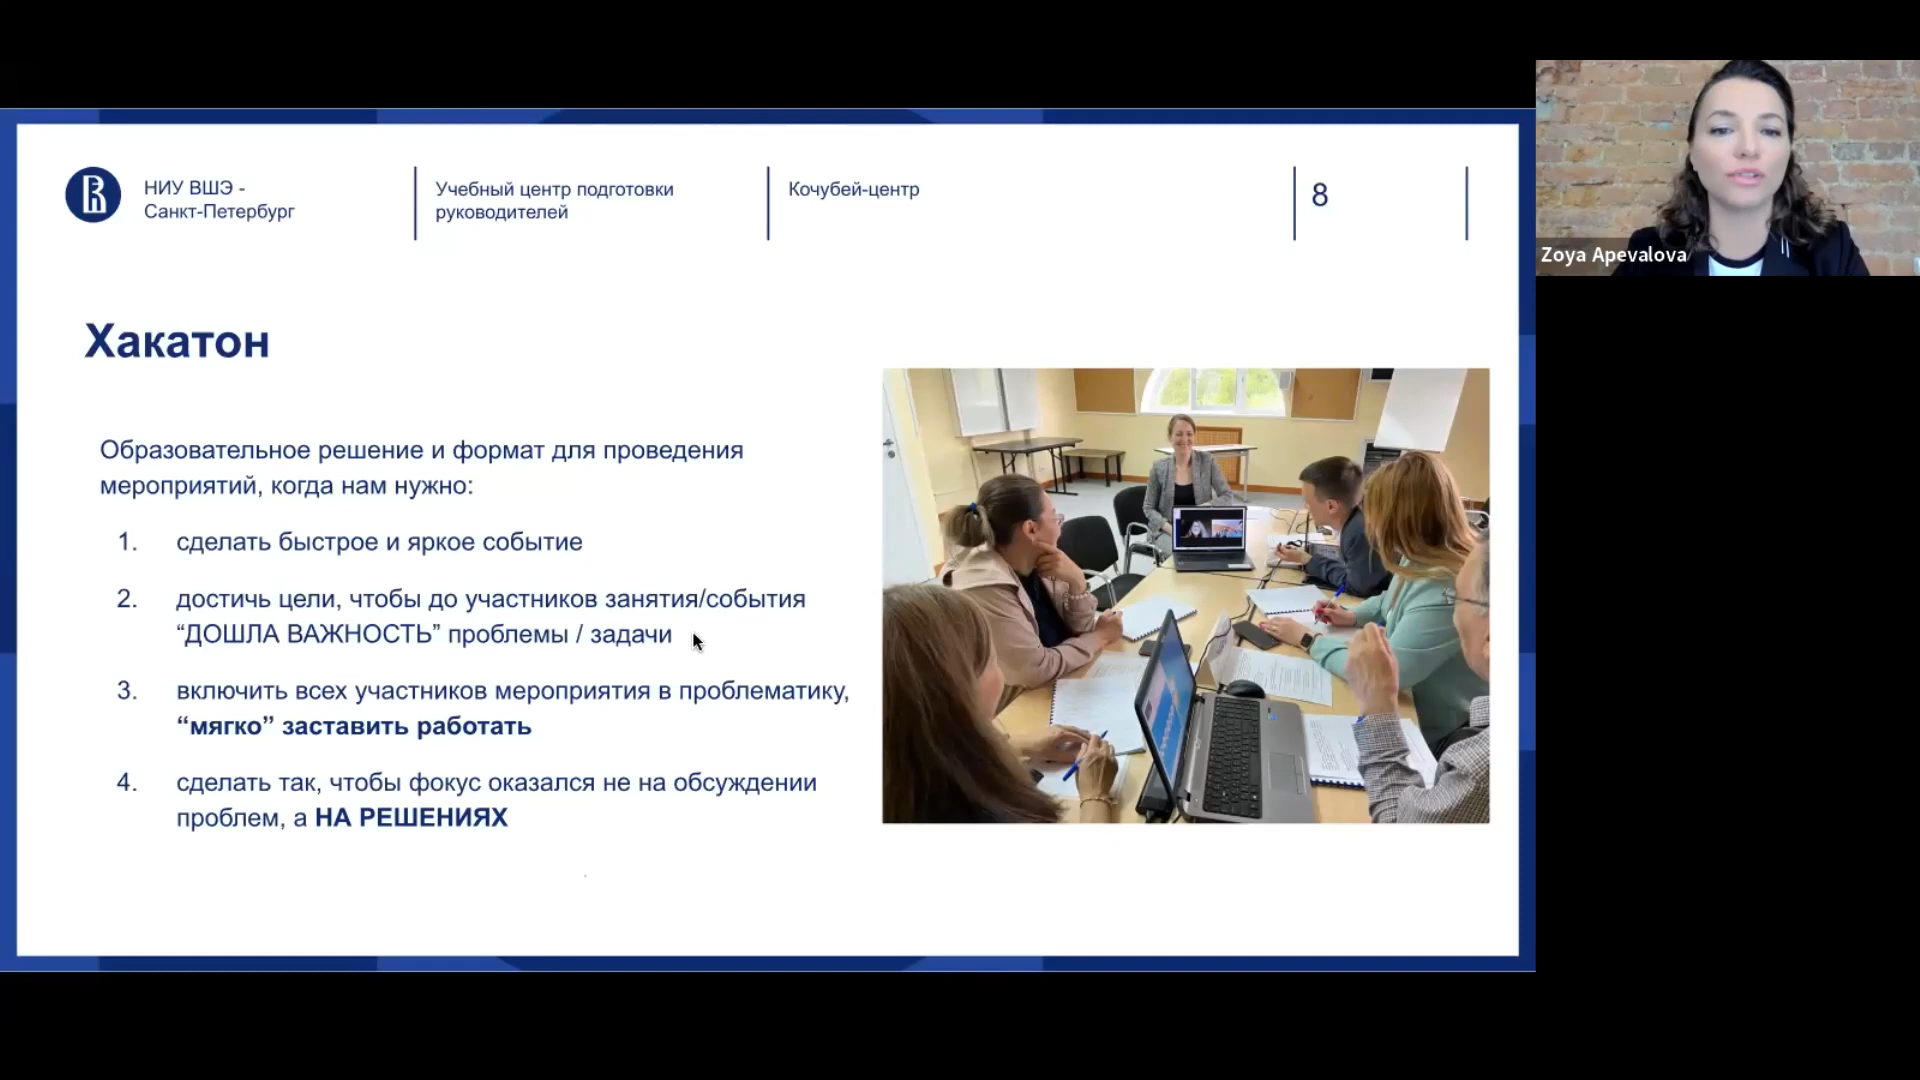 НИУ ВШЭ -
Санкт-Петербург
Учебный центр подготовки
руководителей
Кочубей-центр
8
Zoya Apevalova
Хакатон
Образовательное решение и формат для проведения
мероприятий, когда нам нужно:
1. сделать быстрое и яркое событие
2. достичь цели, чтобы до участников занятия/события
“ДОШЛА ВАЖНОСТЬ” проблемы / задачи
3. включить всех участников мероприятия в проблематику,
“мягко” заставить работать
4. сделать так, чтобы фокус оказался не на обсуждении
проблем, а НА РЕШЕНИЯХ